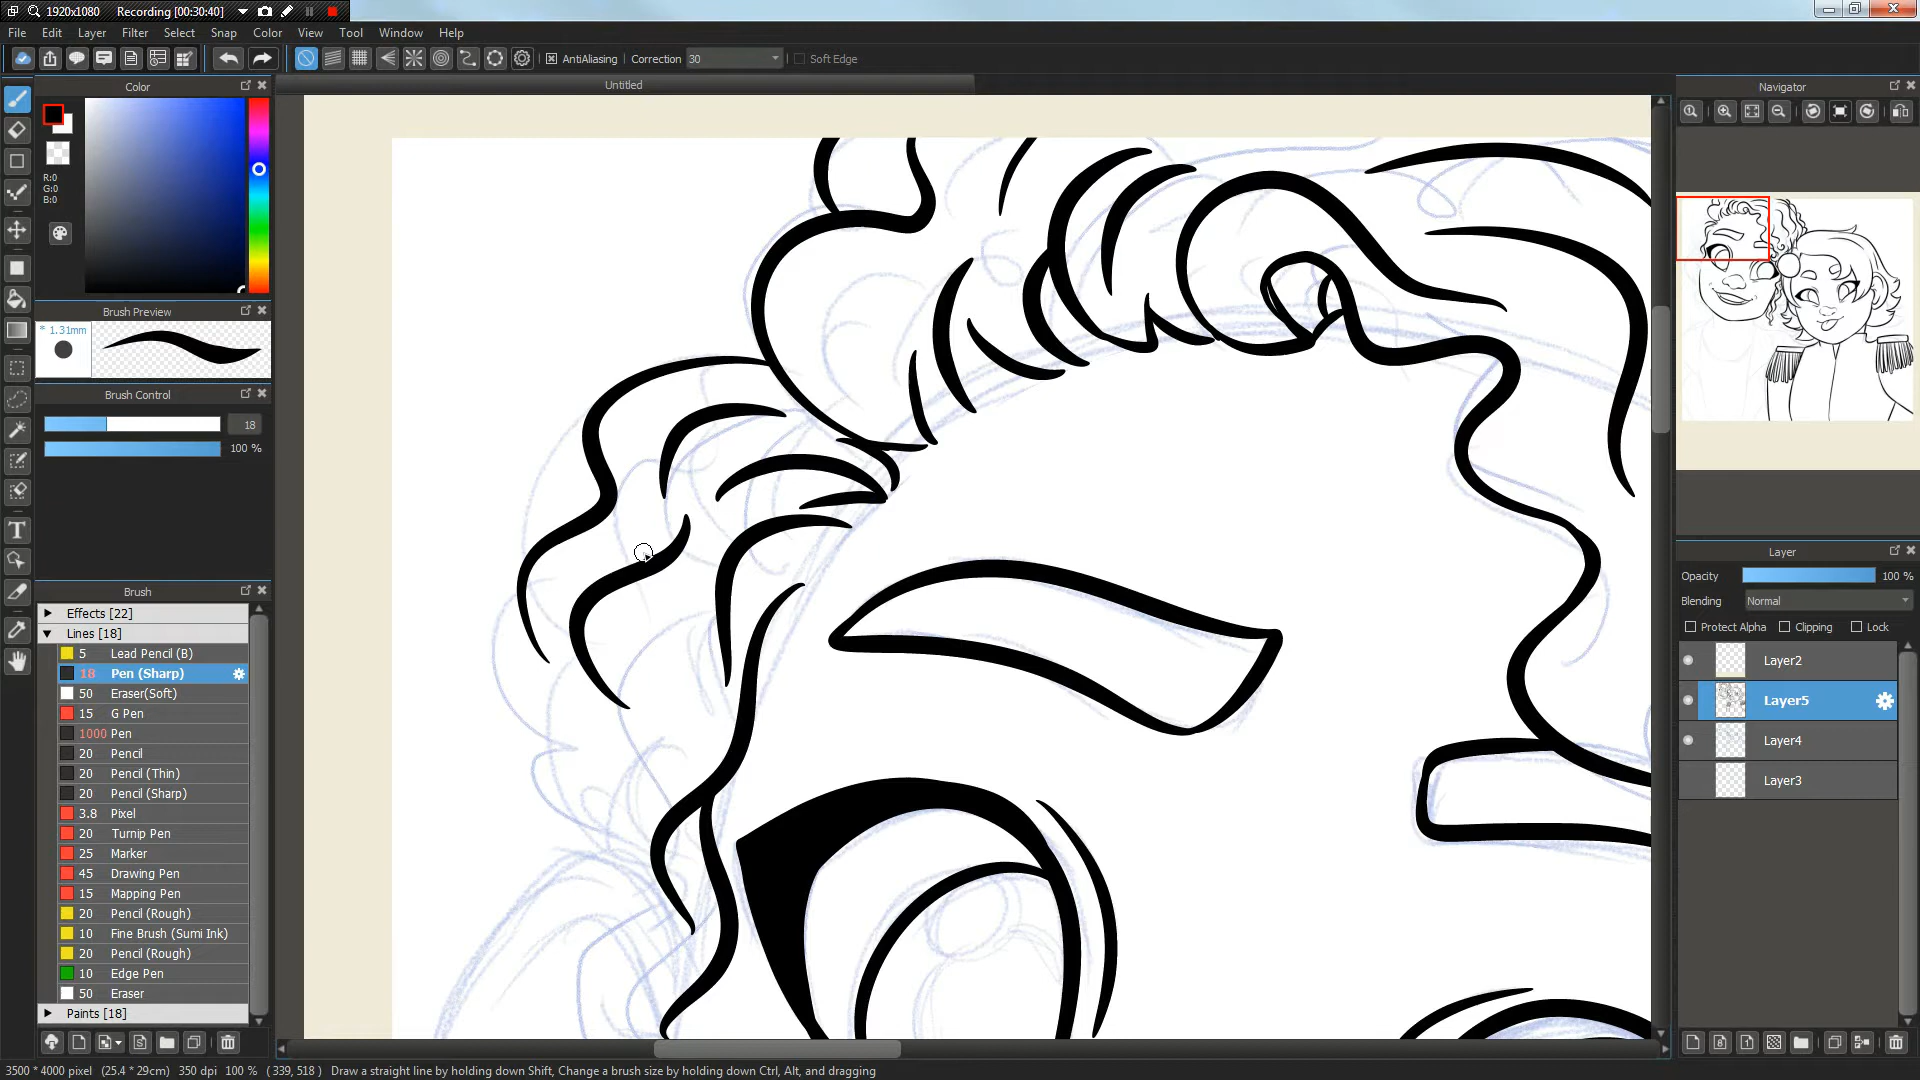 1920x1080 Recording [00:30:40]
File Edit Layer Filter Select Snap Color View Tool Window Help
AntiAliasing Correction 30 Soft Edge
Color
Untitled
Navigator
R:0
G:0
B:0
Brush Preview
* 1.31mm
Brush Control
18
100 %
Brush
Effects [22]
Lines [18]
5 Lead Pencil (B)
18 Pen (Sharp)
50 Eraser(Soft)
15 G Pen
1000 Pen
20 Pencil
20 Pencil (Thin)
20 Pencil (Sharp)
3.8 Pixel
20 Turnip Pen
25 Marker
45 Drawing Pen
15 Mapping Pen
20 Pencil (Rough)
10 Fine Brush (Sumi Ink)
20 Pencil (Rough)
10 Edge Pen
50 Eraser
Paints [18]
Layer
Opacity 100 %
Blending Normal
Protect Alpha Clipping Lock
Layer2
Layer5
Layer4
Layer3
3500 * 4000 pixel (25.4 * 29cm) 350 dpi 100 % ( 339, 518 ) Draw a straight line by holding down Shift, Change a brush size by holding down Ctrl, Alt, and dragging